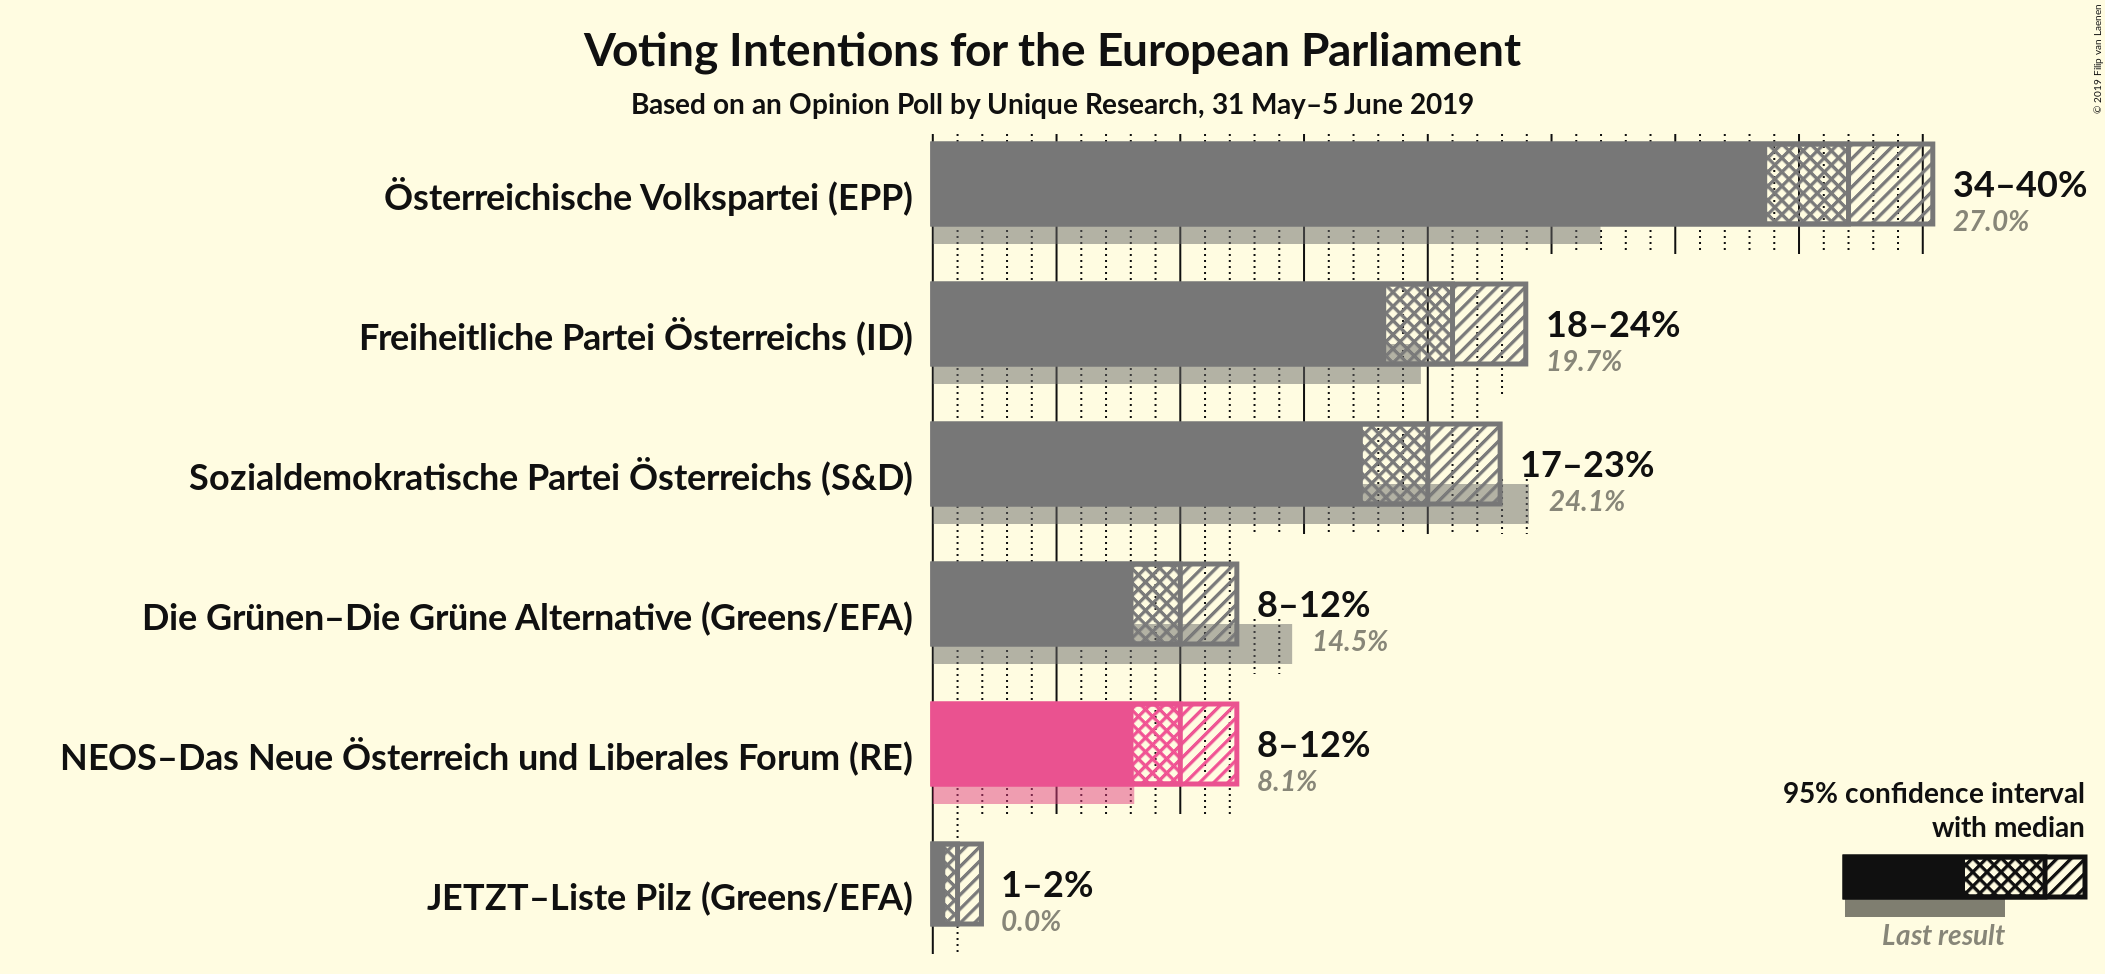 Voting Intentions for the European Parliament
Based on an Opinion Poll by Unique Research, 31 May–5 June 2019
© 2019 Filip van Laenen
Österreichische Volkspartei (EPP)
34–40%
27.0%
Freiheitliche Partei Österreichs (ID)
18–24%
19.7%
Sozialdemokratische Partei Österreichs (S&D)
17–23%
24.1%
Die Grünen–Die Grüne Alternative (Greens/EFA)
8–12%
14.5%
NEOS–Das Neue Österreich und Liberales Forum (RE)
8–12%
8.1%
JETZT–Liste Pilz (Greens/EFA)
1–2%
0.0%
95% confidence interval
with median
Last result